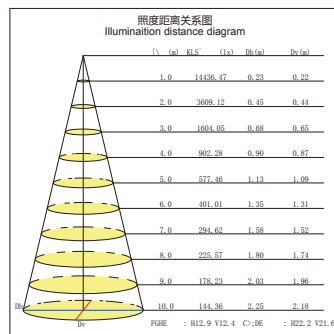 照度距离关系图
Illuminaition distance diagram
(m) KLS (lx) Dh(m) Dv(m)
1.0 14436.47 0.23 0.22
2.0 3609.12 0.45 0.44
3.0 1604.05 0.68 0.65
4.0 902.28 0.90 0.87
5.0 577.46 1.13 1.09
6.0 401.01 1.35 1.31
7.0 294.62 1.58 1.52
8.0 225.57 1.80 1.74
9.0 178.23 2.03 1.96
10.0 144.36 2.25 2.18
Dh
Dv
FGHE : H12.9 V12.4 :DE : H22.2 V21.6